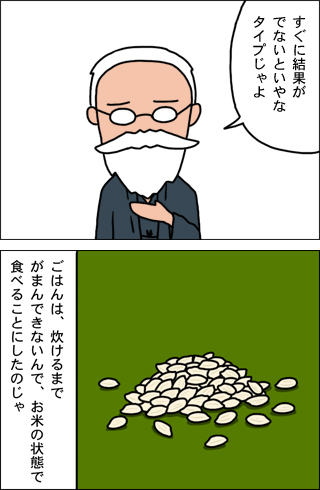 すぐに結果が
でないといやな
タイプじゃよ
ごはんは、炊けるまで
がまんできないんで、お米の状態で
食べることにしたのじゃ